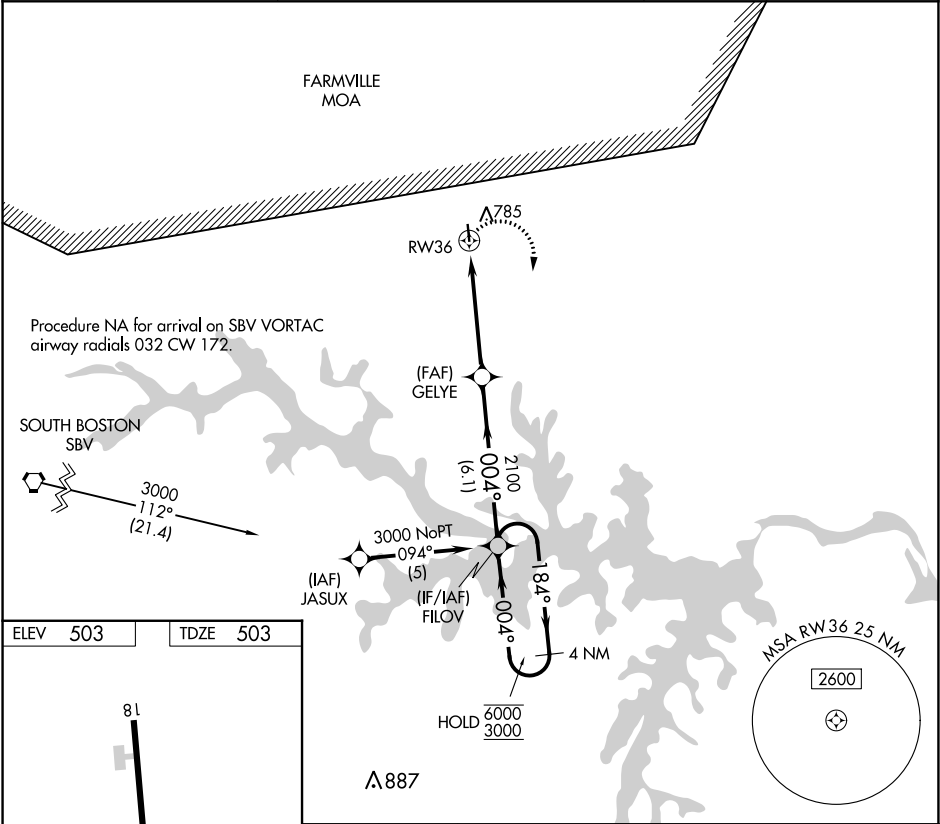 FARMVILLE
MOA
785
RW36
Procedure NA for arrival on SBV VORTAC
airway radials 032 CW 172.
(FAF)
GELYE
SOUTH BOSTON
SBV
2100
004°
(6.1)
3000
112°
(21.4)
3000 NoPT
094°
(5)
(IAF)
JASUX
(IF/IAF)
FILOV
184°
004°
4 NM
HOLD 6000
3000
ELEV 503
TDZE 503
MSA RW36 25 NM
2600
18
887